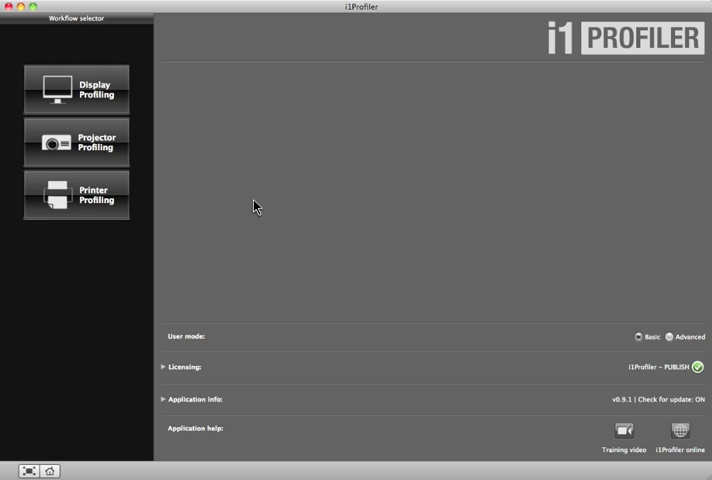 i1Profiler
Workflow selector
i1 PROFILER
Display
Profiling
Projector
Profiling
Printer
Profiling
User mode:
Basic
Advanced
Licensing:
i1Profiler – PUBLISH
Application info:
v0.9.1 | Check for update: ON
Application help:
Training video
i1Profiler online